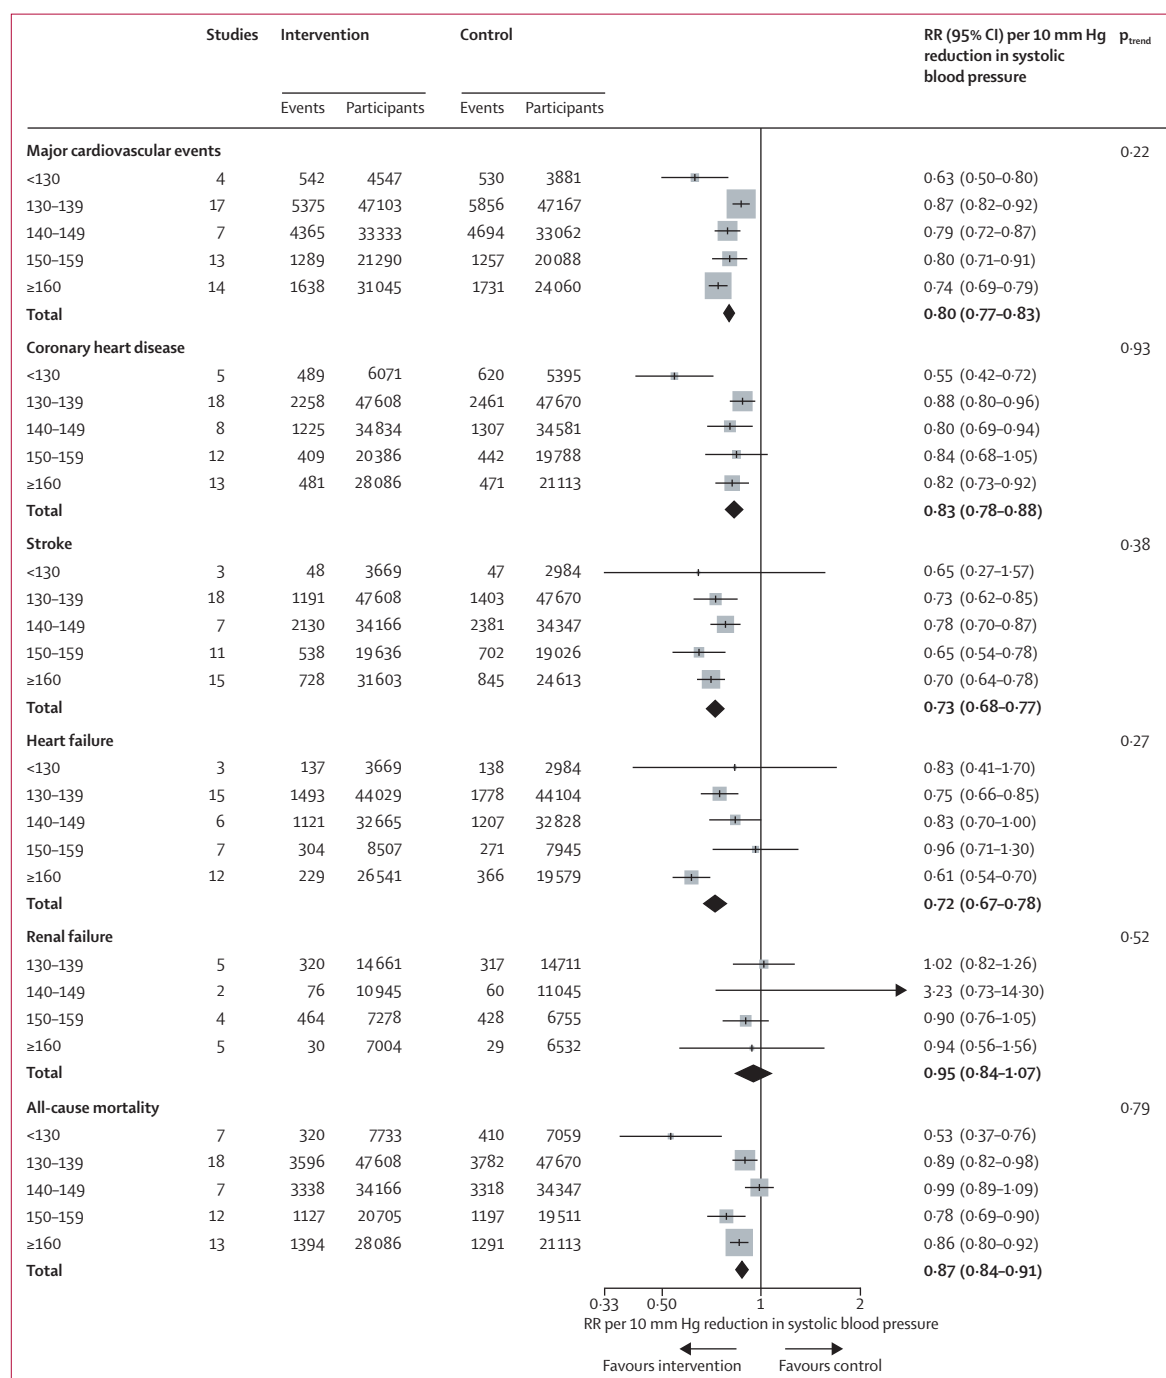 Studies Intervention Control RR (95% CI) per 10 mm Hg reduction in systolic blood pressure ptrend
Events Participants Events Participants
Major cardiovascular events 0·22
<130 4 542 4547 530 3881 0·63 (0·50–0·80)
130–139 17 5375 47103 5856 47167 0·87 (0·82–0·92)
140–149 7 4365 33333 4694 33062 0·79 (0·72–0·87)
150–159 13 1289 21290 1257 20088 0·80 (0·71–0·91)
≥160 14 1638 31045 1731 24060 0·74 (0·69–0·79)
Total 0·80 (0·77–0·83)
Coronary heart disease 0·93
<130 5 489 6071 620 5395 0·55 (0·42–0·72)
130–139 18 2258 47608 2461 47670 0·88 (0·80–0·96)
140–149 8 1225 34834 1307 34581 0·80 (0·69–0·94)
150–159 12 409 20386 442 19788 0·84 (0·68–1·05)
≥160 13 481 28086 471 21113 0·82 (0·73–0·92)
Total 0·83 (0·78–0·88)
Stroke 0·38
<130 3 48 3669 47 2984 0·65 (0·27–1·57)
130–139 18 1191 47608 1403 47670 0·73 (0·62–0·85)
140–149 7 2130 34166 2381 34347 0·78 (0·70–0·87)
150–159 11 538 19636 702 19026 0·65 (0·54–0·78)
≥160 15 728 31603 845 24613 0·70 (0·64–0·78)
Total 0·73 (0·68–0·77)
Heart failure 0·27
<130 3 137 3669 138 2984 0·83 (0·41–1·70)
130–139 15 1493 44029 1778 44104 0·75 (0·66–0·85)
140–149 6 1121 32665 1207 32828 0·83 (0·70–1·00)
150–159 7 304 8507 271 7945 0·96 (0·71–1·30)
≥160 12 229 26541 366 19579 0·61 (0·54–0·70)
Total 0·72 (0·67–0·78)
Renal failure 0·52
130–139 5 320 14661 317 14711 1·02 (0·82–1·26)
140–149 2 76 10945 60 11045 3·23 (0·73–14·30)
150–159 4 464 7278 428 6755 0·90 (0·76–1·05)
≥160 5 30 7004 29 6532 0·94 (0·56–1·56)
Total 0·95 (0·84–1·07)
All-cause mortality 0·79
<130 7 320 7733 410 7059 0·53 (0·37–0·76)
130–139 18 3596 47608 3782 47670 0·89 (0·82–0·98)
140–149 7 3338 34166 3318 34347 0·99 (0·89–1·09)
150–159 12 1127 20705 1197 19511 0·78 (0·69–0·90)
≥160 13 1394 28086 1291 21113 0·86 (0·80–0·92)
Total 0·87 (0·84–0·91)
0·33 0·50 1 2
RR per 10 mm Hg reduction in systolic blood pressure
Favours intervention Favours control